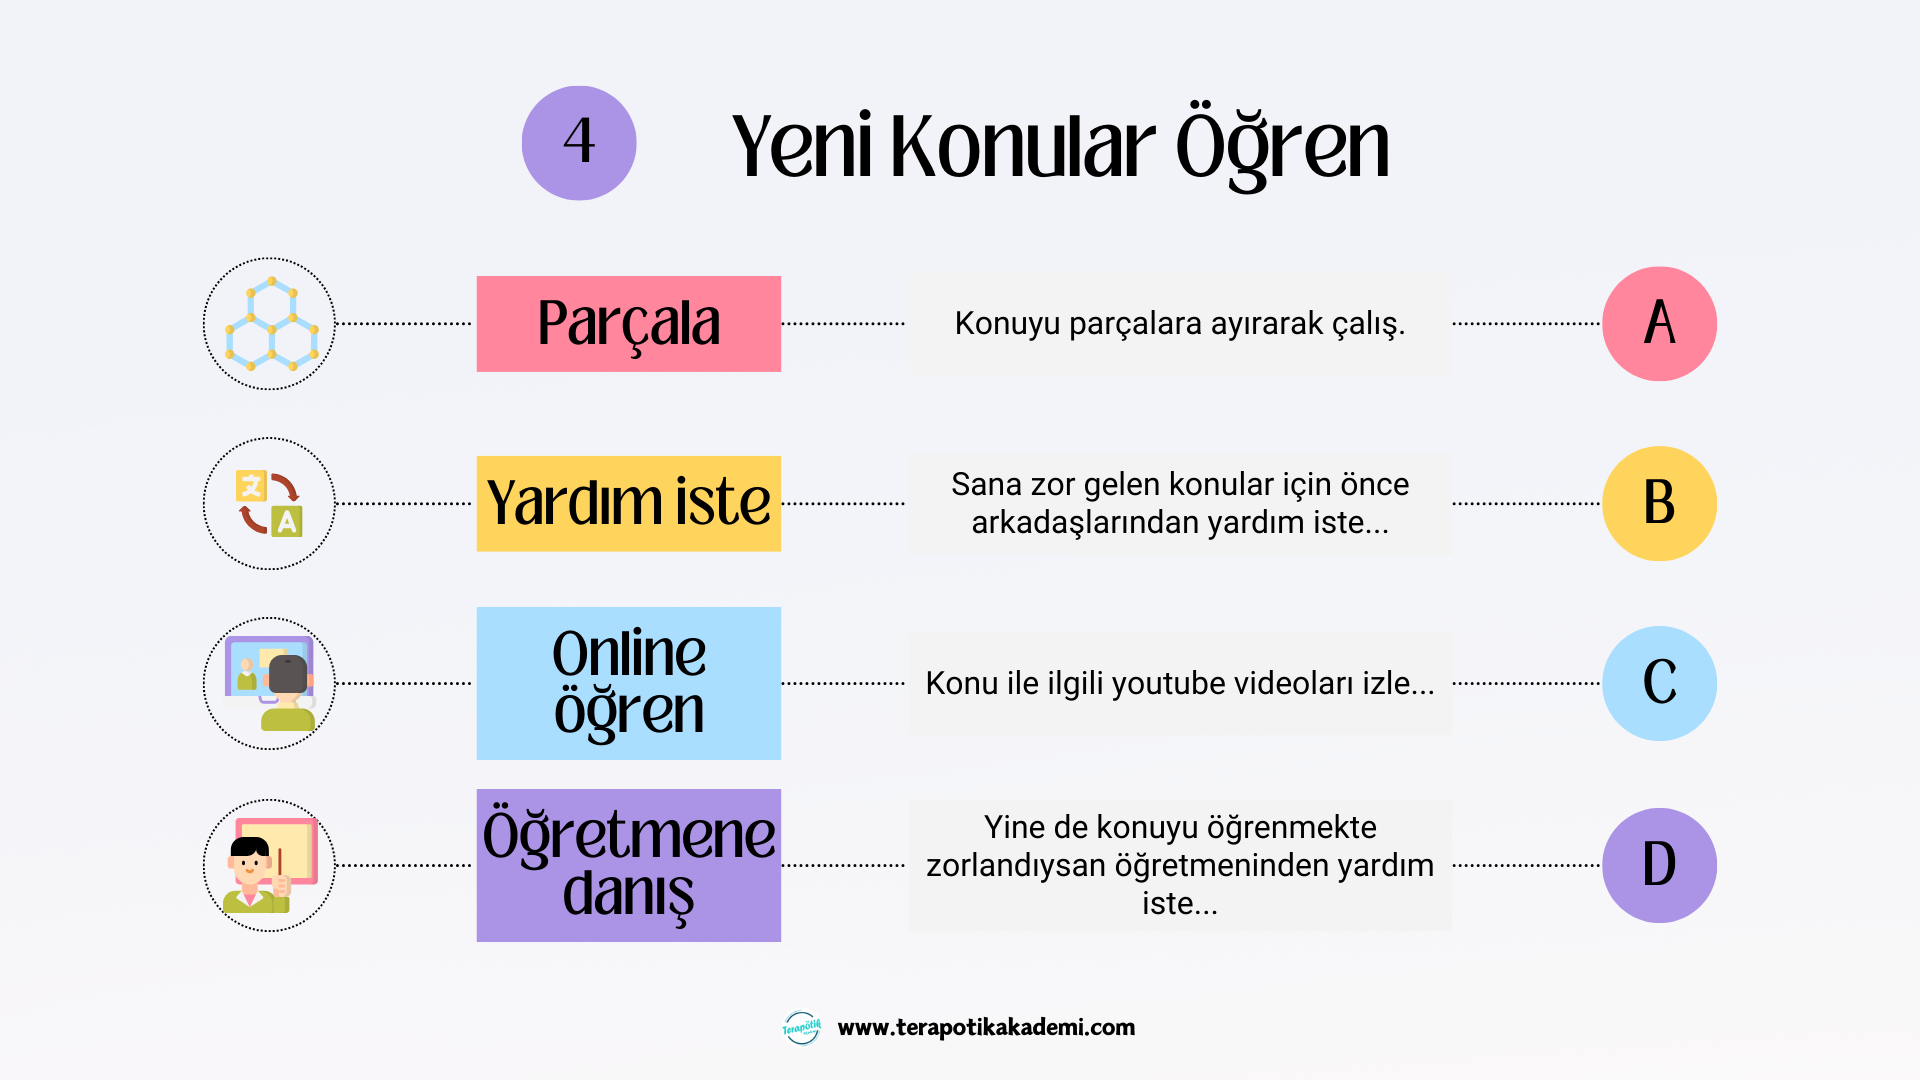 4
Yeni Konular Öğren
Parçala
Konuyu parçalara ayırarak çalış.
A
文
A
Yardım iste
Sana zor gelen konular için önce
arkadaşlarından yardım iste...
B
Online
öğren
Konu ile ilgili youtube videoları izle...
C
Öğretmene
danış
Yine de konuyu öğrenmekte
zorlandıysan öğretmeninden yardım
iste...
D
Terapötik
www.terapotikakademi.com